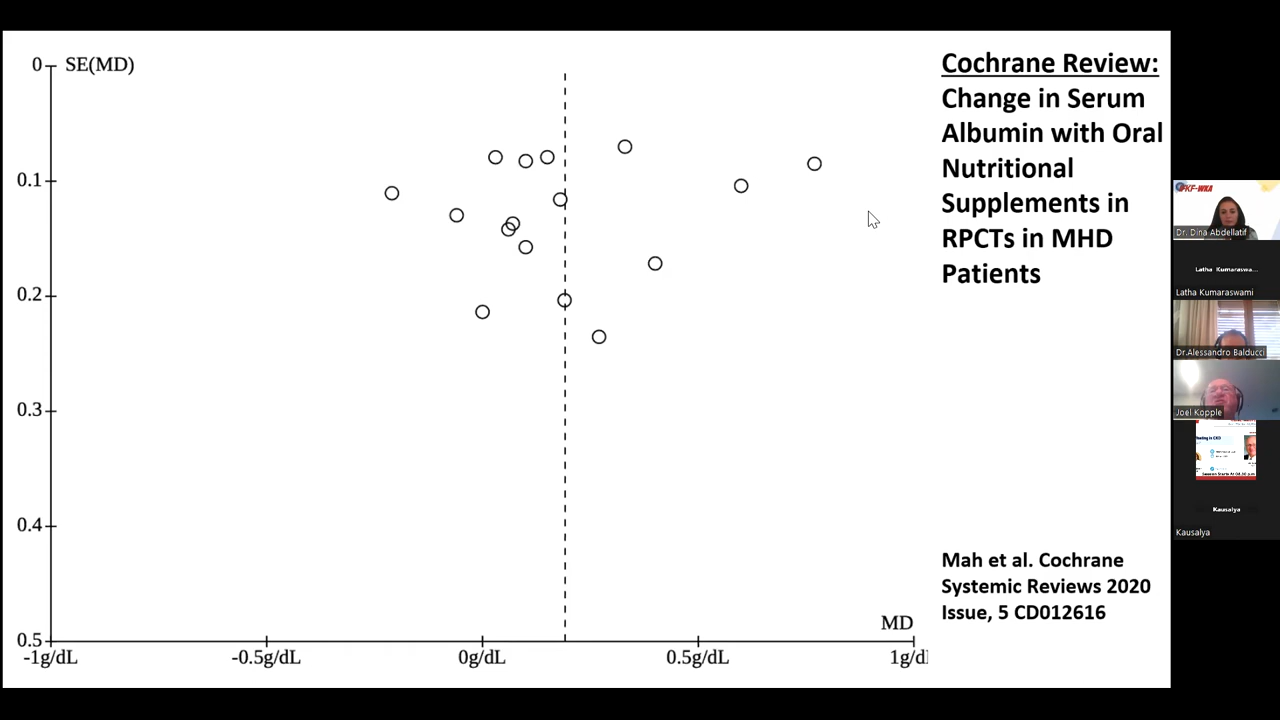 0
SE(MD)
0.1
0.2
0.3
0.4
0.5
-1g/dL
-0.5g/dL
0g/dL
0.5g/dL
1g/d
MD
Cochrane Review:
Change in Serum
Albumin with Oral
Nutritional
Supplements in
RPCTs in MHD
Patients
Mah et al. Cochrane
Systemic Reviews 2020
Issue, 5 CD012616
Dr. Dina Abdellatif
Latha Kumaraswa...
Latha Kumaraswami
Dr.Alessandro Balducci
Joel Kopple
Kausalya
Kausalya